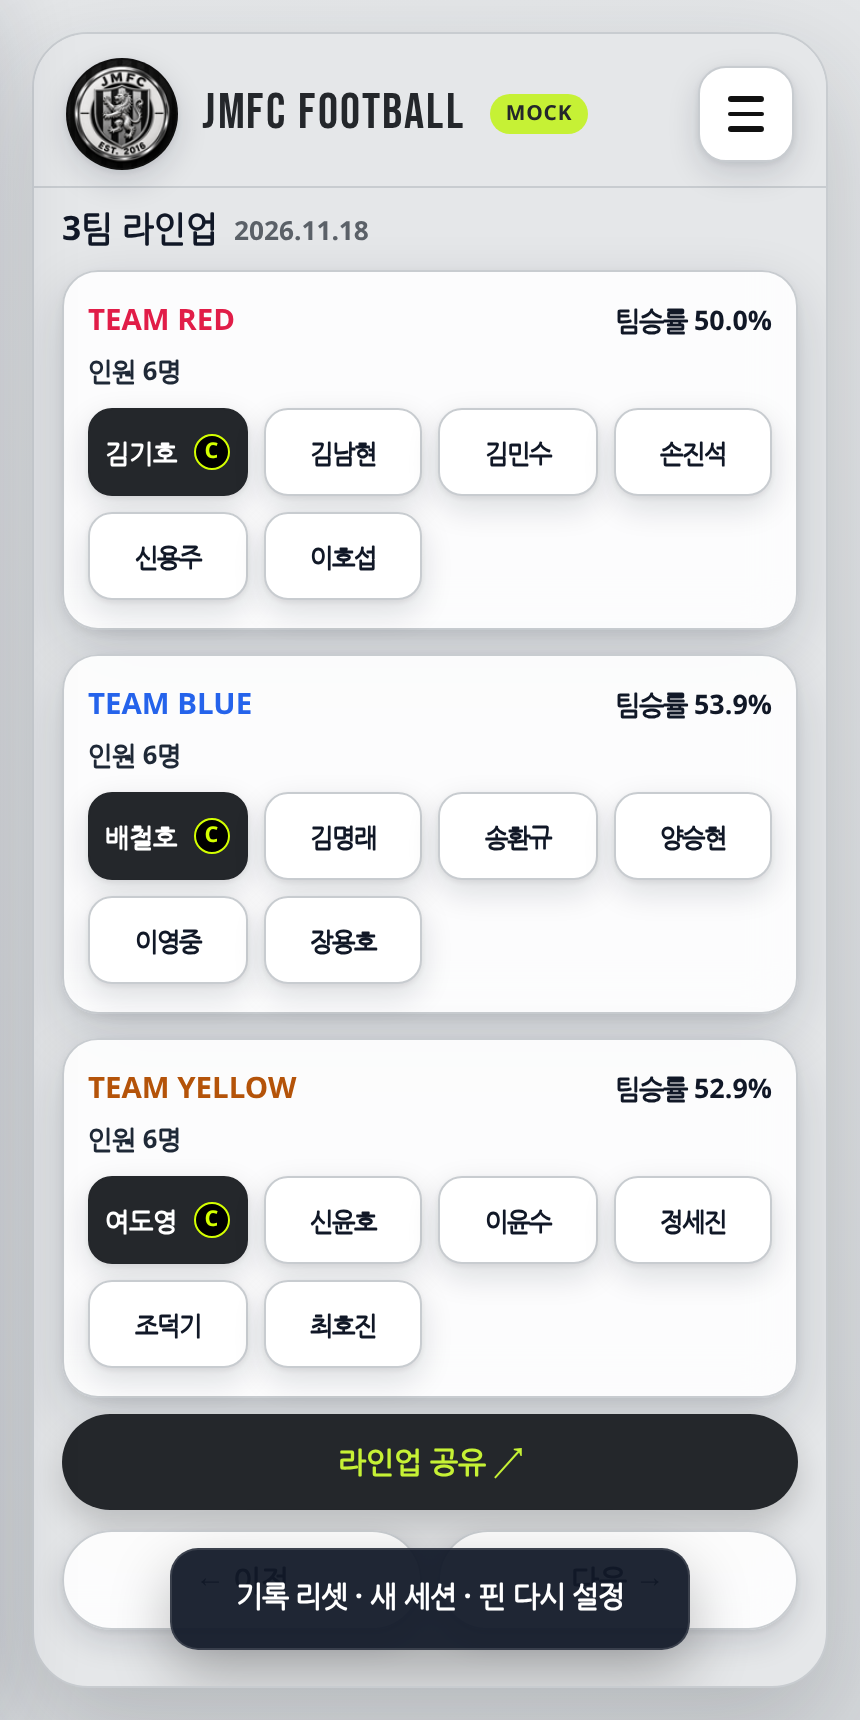 JMFC
EST. 2016
JMFC FOOTBALL MOCK
3팀 라인업 2026.11.18
TEAM RED 팀승률 50.0%
인원 6명
김기호 C 김남현 김민수 손진석
신용주 이호섭
TEAM BLUE 팀승률 53.9%
인원 6명
배철호 C 김명래 송환규 양승현
이영중 장용호
TEAM YELLOW 팀승률 52.9%
인원 6명
여도영 C 신윤호 이윤수 정세진
조덕기 최호진
라인업 공유 ↗
← 이전 다음 →
기록 리셋 · 새 세션 · 핀 다시 설정